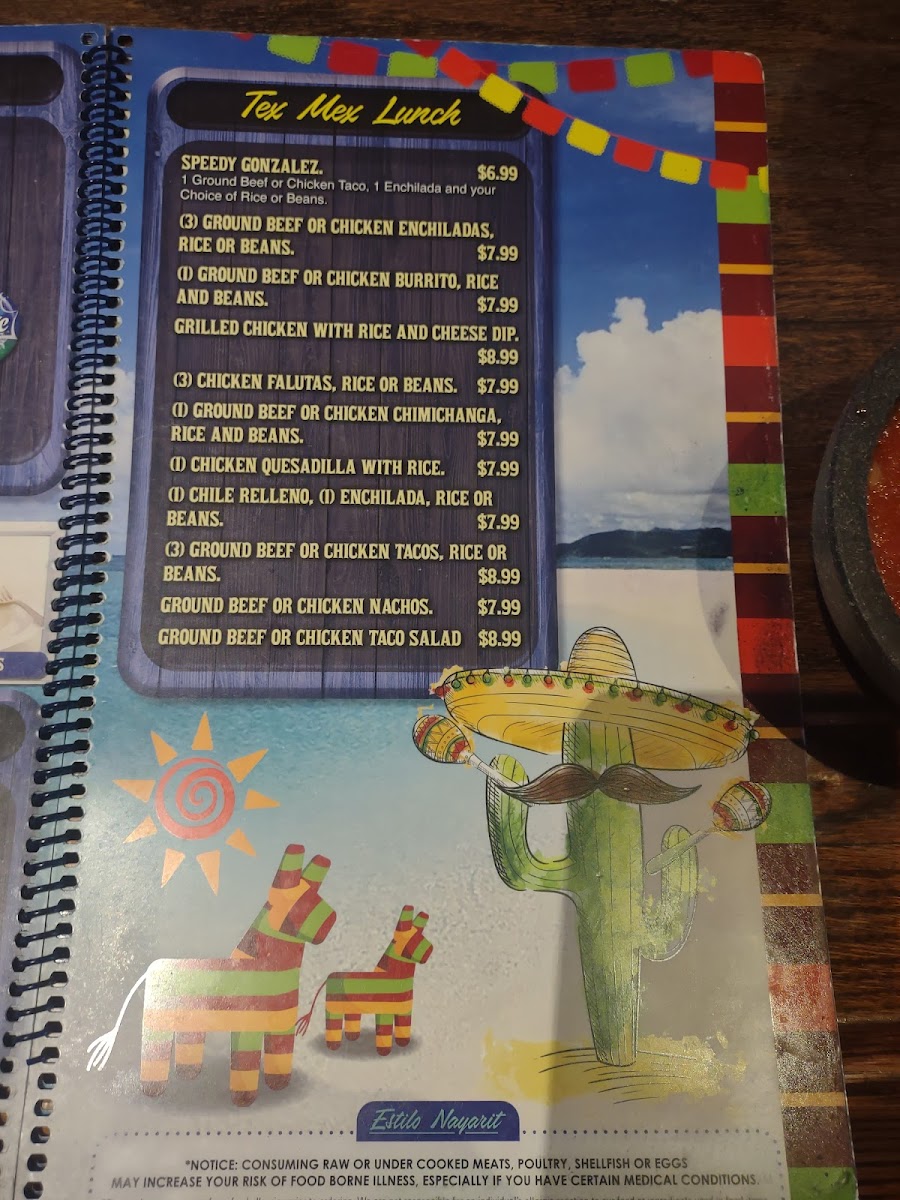 Tex Mex Lunch
SPEEDY GONZALEZ. $6.99
1 Ground Beef or Chicken Taco, 1 Enchilada and your
Choice of Rice or Beans.
(3) GROUND BEEF OR CHICKEN ENCHILADAS,
RICE OR BEANS. $7.99
(1) GROUND BEEF OR CHICKEN BURRITO, RICE
AND BEANS. $7.99
GRILLED CHICKEN WITH RICE AND CHEESE DIP.
$8.99
(3) CHICKEN FALUTAS, RICE OR BEANS. $7.99
(1) GROUND BEEF OR CHICKEN CHIMICHANGA,
RICE AND BEANS. $7.99
(1) CHICKEN QUESADILLA WITH RICE. $7.99
(1) CHILE RELLENO, (1) ENCHILADA, RICE OR
BEANS. $7.99
(3) GROUND BEEF OR CHICKEN TACOS, RICE OR
BEANS. $8.99
GROUND BEEF OR CHICKEN NACHOS. $7.99
GROUND BEEF OR CHICKEN TACO SALAD $8.99
Estilo Nayarit
*NOTICE: CONSUMING RAW OR UNDER COOKED MEATS, POULTRY, SHELLFISH OR EGGS
MAY INCREASE YOUR RISK OF FOOD BORNE ILLNESS, ESPECIALLY IF YOU HAVE CERTAIN MEDICAL CONDITIONS.